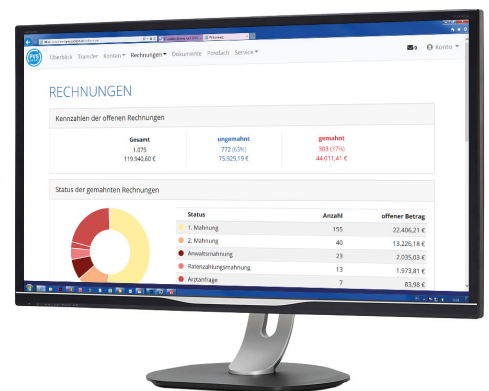 PVS
Überblick Transfer Konten Rechnungen Dokumente Postfach Service Konto
RECHNUNGEN
Kennzahlen der offenen Rechnungen
Gesamt ungemahnt gemahnt
1.075 772 (63%) 303 (37%)
119.940,60 € 75.929,19 € 44.011,41 €
Status der gemahnten Rechnungen
Status Anzahl offener Betrag
1. Mahnung 155 22.406,21 €
2. Mahnung 40 13.226,18 €
Anwaltsmahnung 23 2.035,03 €
Ratenzahlungsmahnung 13 1.973,81 €
Arztanfrage 7 83,98 €